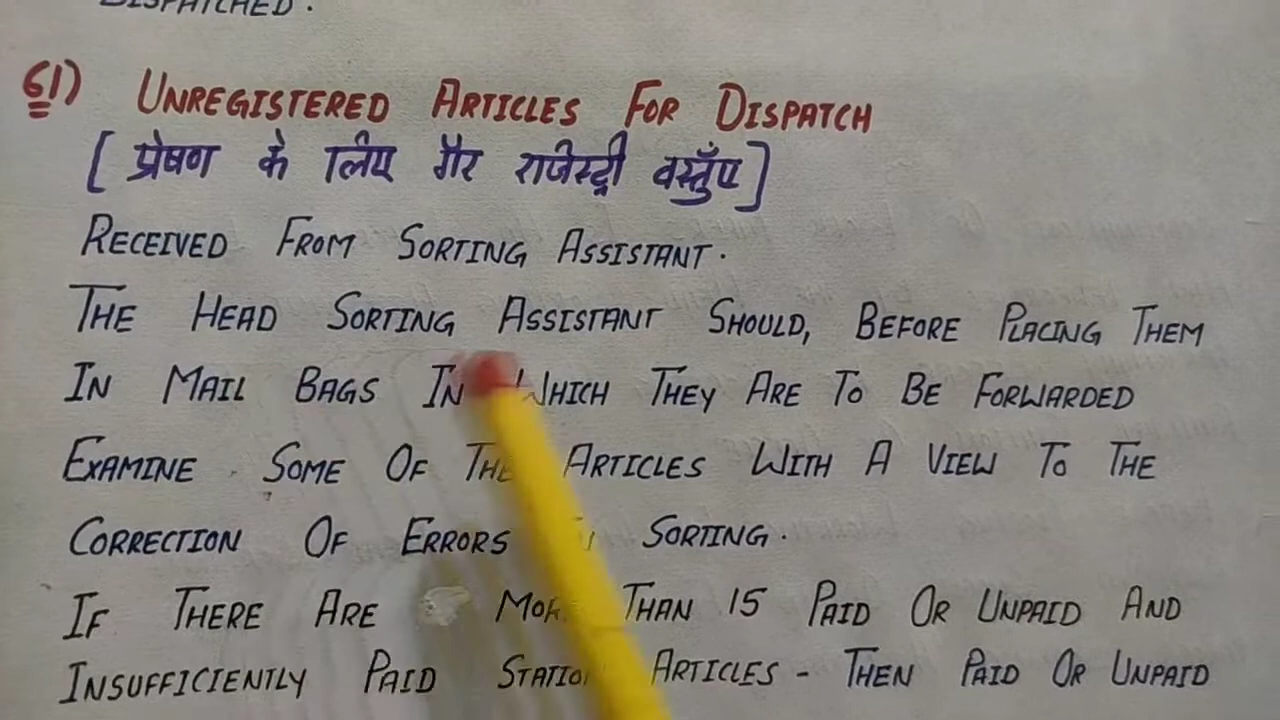 DISPATCHED.
61) UNREGISTERED ARTICLES FOR DISPATCH
[ प्रेषण के लिए गैर राजिस्ट्री वस्तुँए ]
RECEIVED FROM SORTING ASSISTANT.
THE HEAD SORTING ASSISTANT SHOULD, BEFORE PLACING THEM
IN MAIL BAGS IN WHICH THEY ARE TO BE FORWARDED
EXAMINE SOME OF THE ARTICLES WITH A VIEW TO THE
CORRECTION OF ERRORS SORTING.
IF THERE ARE MORE THAN 15 PAID OR UNPAID AND
INSUFFICIENTLY PAID STATION ARTICLES - THEN PAID OR UNPAID